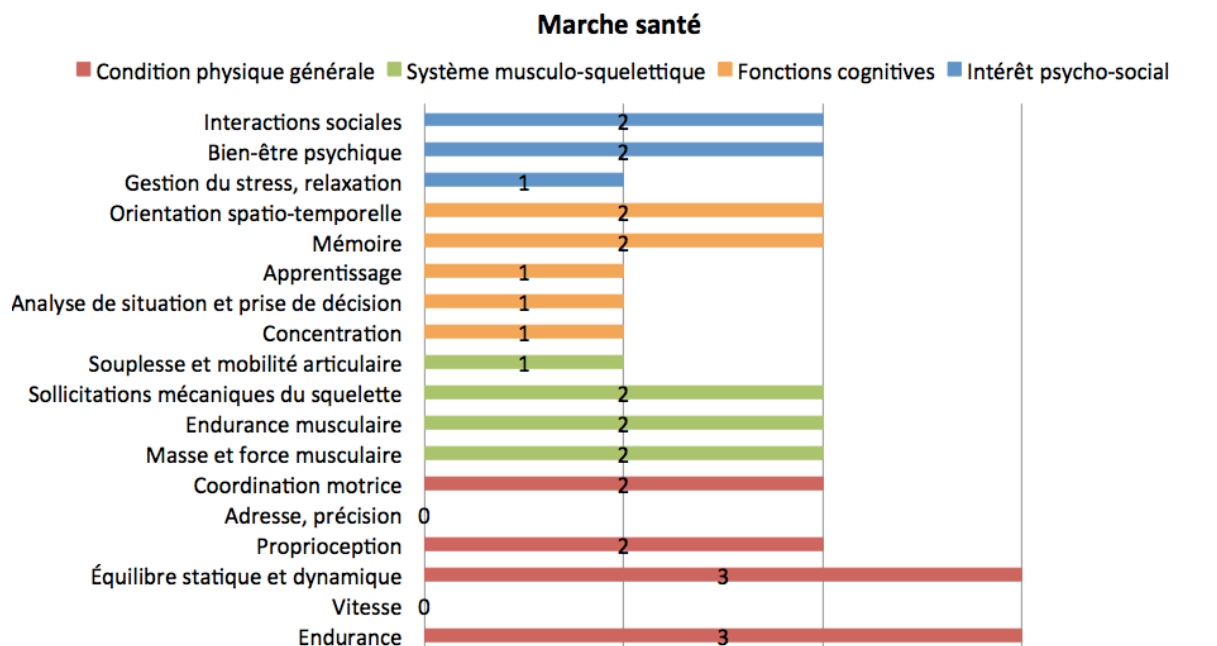 Marche santé
Condition physique générale Système musculo-squelettique Fonctions cognitives Intérêt psycho-social
Interactions sociales 2
Bien-être psychique 2
Gestion du stress, relaxation 1
Orientation spatio-temporelle 2
Mémoire 2
Apprentissage 1
Analyse de situation et prise de décision 1
Concentration 1
Souplesse et mobilité articulaire 1
Sollicitations mécaniques du squelette 2
Endurance musculaire 2
Masse et force musculaire 2
Coordination motrice 2
Adresse, précision 0
Proprioception 2
Équilibre statique et dynamique 3
Vitesse 0
Endurance 3